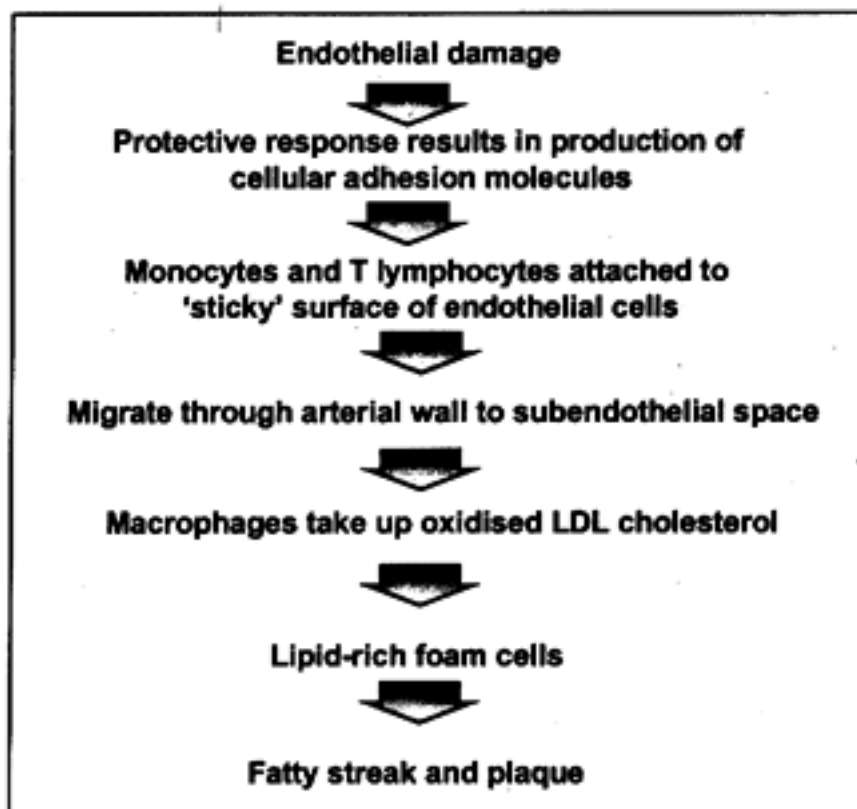 Endothelial damage
Protective response results in production of
cellular adhesion molecules
Monocytes and T lymphocytes attached to
‘sticky’ surface of endothelial cells
Migrate through arterial wall to subendothelial space
Macrophages take up oxidised LDL cholesterol
Lipid-rich foam cells
Fatty streak and plaque